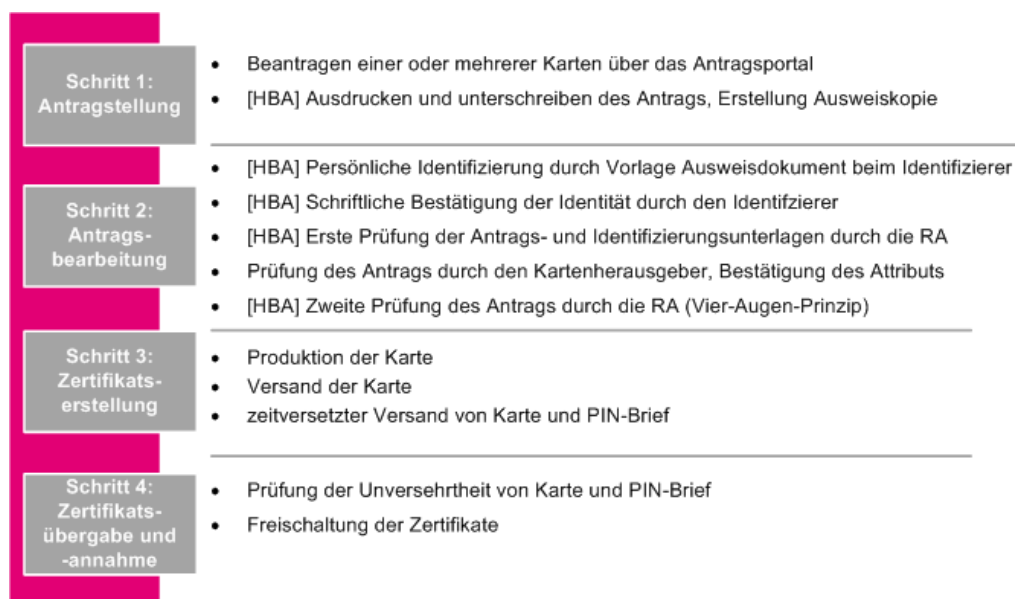 Schritt 1:
Antragstellung
• Beantragen einer oder mehrerer Karten über das Antragsportal
• [HBA] Ausdrucken und unterschreiben des Antrags, Erstellung Ausweiskopie
Schritt 2:
Antrags-
bearbeitung
• [HBA] Persönliche Identifizierung durch Vorlage Ausweisdokument beim Identifizierer
• [HBA] Schriftliche Bestätigung der Identität durch den Identifzierer
• [HBA] Erste Prüfung der Antrags- und Identifizierungsunterlagen durch die RA
• Prüfung des Antrags durch den Kartenherausgeber, Bestätigung des Attributs
• [HBA] Zweite Prüfung des Antrags durch die RA (Vier-Augen-Prinzip)
Schritt 3:
Zertifikats-
erstellung
• Produktion der Karte
• Versand der Karte
• zeitversetzter Versand von Karte und PIN-Brief
Schritt 4:
Zertifikats-
übergabe und
-annahme
• Prüfung der Unversehrtheit von Karte und PIN-Brief
• Freischaltung der Zertifikate